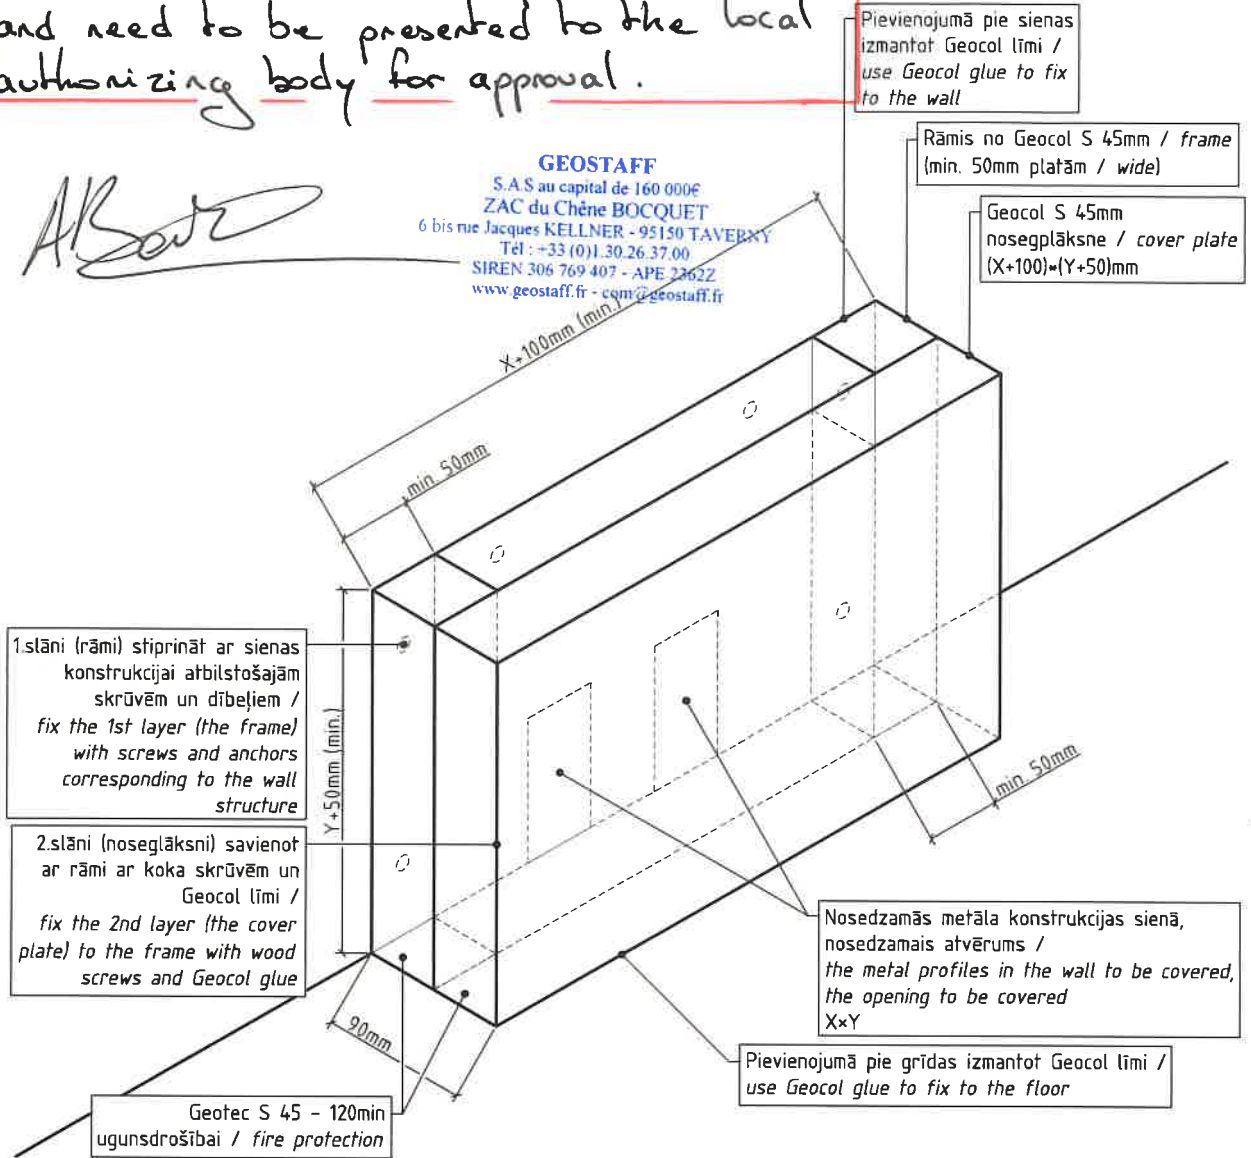 and need to be presented to the local
authorizing body for approval.
GEOSTAFF
S.A.S au capital de 160 000€
ZAC du Chêne BOCQUET
6 bis rue Jacques KELLNER - 95150 TAVERNY
Tél : +33 (0)1.30.26.37.00
SIREN 306 769 407 - APE 2362Z
www.geostaff.fr - com@geostaff.fr
Pievienojumā pie sienas
izmantot Geocol līmi /
use Geocol glue to fix
to the wall
Rāmis no Geocol S 45mm / frame
(min. 50mm platām / wide)
Geocol S 45mm
nosegplāksne / cover plate
(X+100)*(Y+50)mm
X+100mm (min.)
min. 50mm
1.slāni (rāmi) stiprināt ar sienas
konstrukcijai atbilstošajām
skrūvēm un dībeļiem /
fix the 1st layer (the frame)
with screws and anchors
corresponding to the wall
structure
Y+50mm (min.)
2.slāni (noseglāksni) savienot
ar rāmi ar koka skrūvēm un
Geocol līmi /
fix the 2nd layer (the cover
plate) to the frame with wood
screws and Geocol glue
min. 50mm
90mm
Nosedzamās metāla konstrukcijas sienā,
nosedzamais atvērums /
the metal profiles in the wall to be covered,
the opening to be covered
X×Y
Pievienojumā pie grīdas izmantot Geocol līmi /
use Geocol glue to fix to the floor
Geotec S 45 - 120min
ugunsdrošībai / fire protection